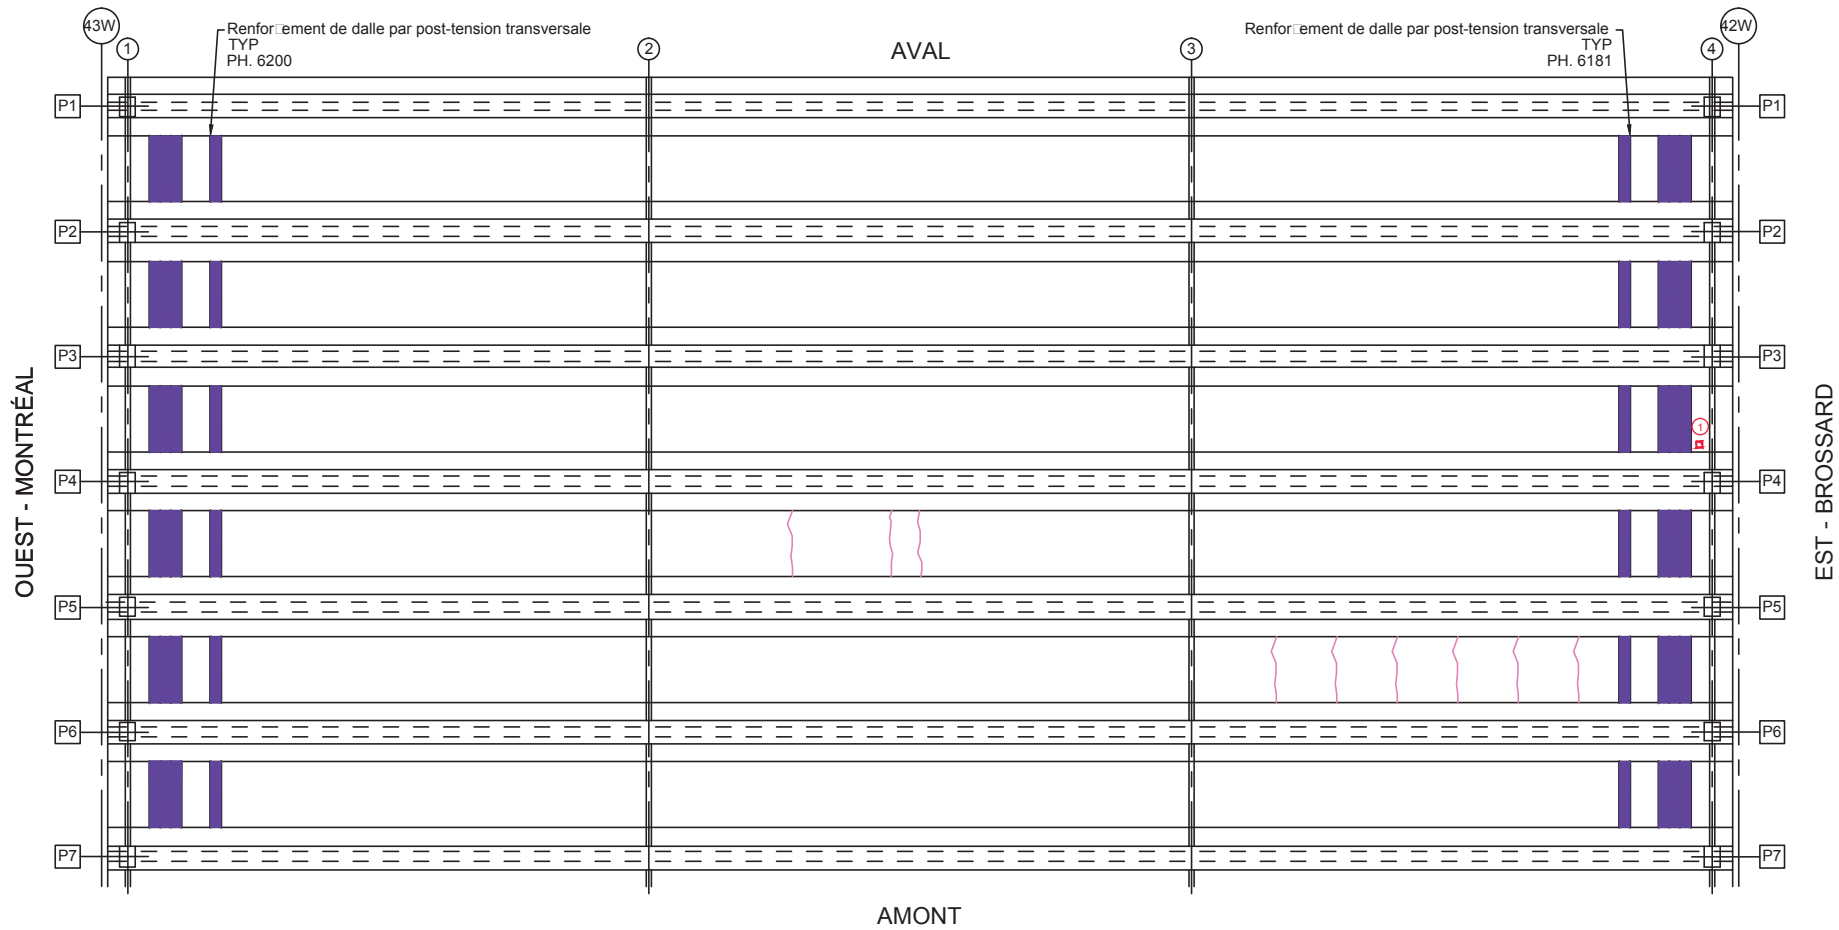 43W
42W
Renfor□ement de dalle par post-tension transversale
TYP
PH. 6200
Renfor□ement de dalle par post-tension transversale
TYP
PH. 6181
1
2
AVAL
3
4
P1
P1
P2
P2
P3
P3
OUEST - MONTRÉAL
EST - BROSSARD
1
P4
P4
P5
P5
P6
P6
P7
P7
AMONT